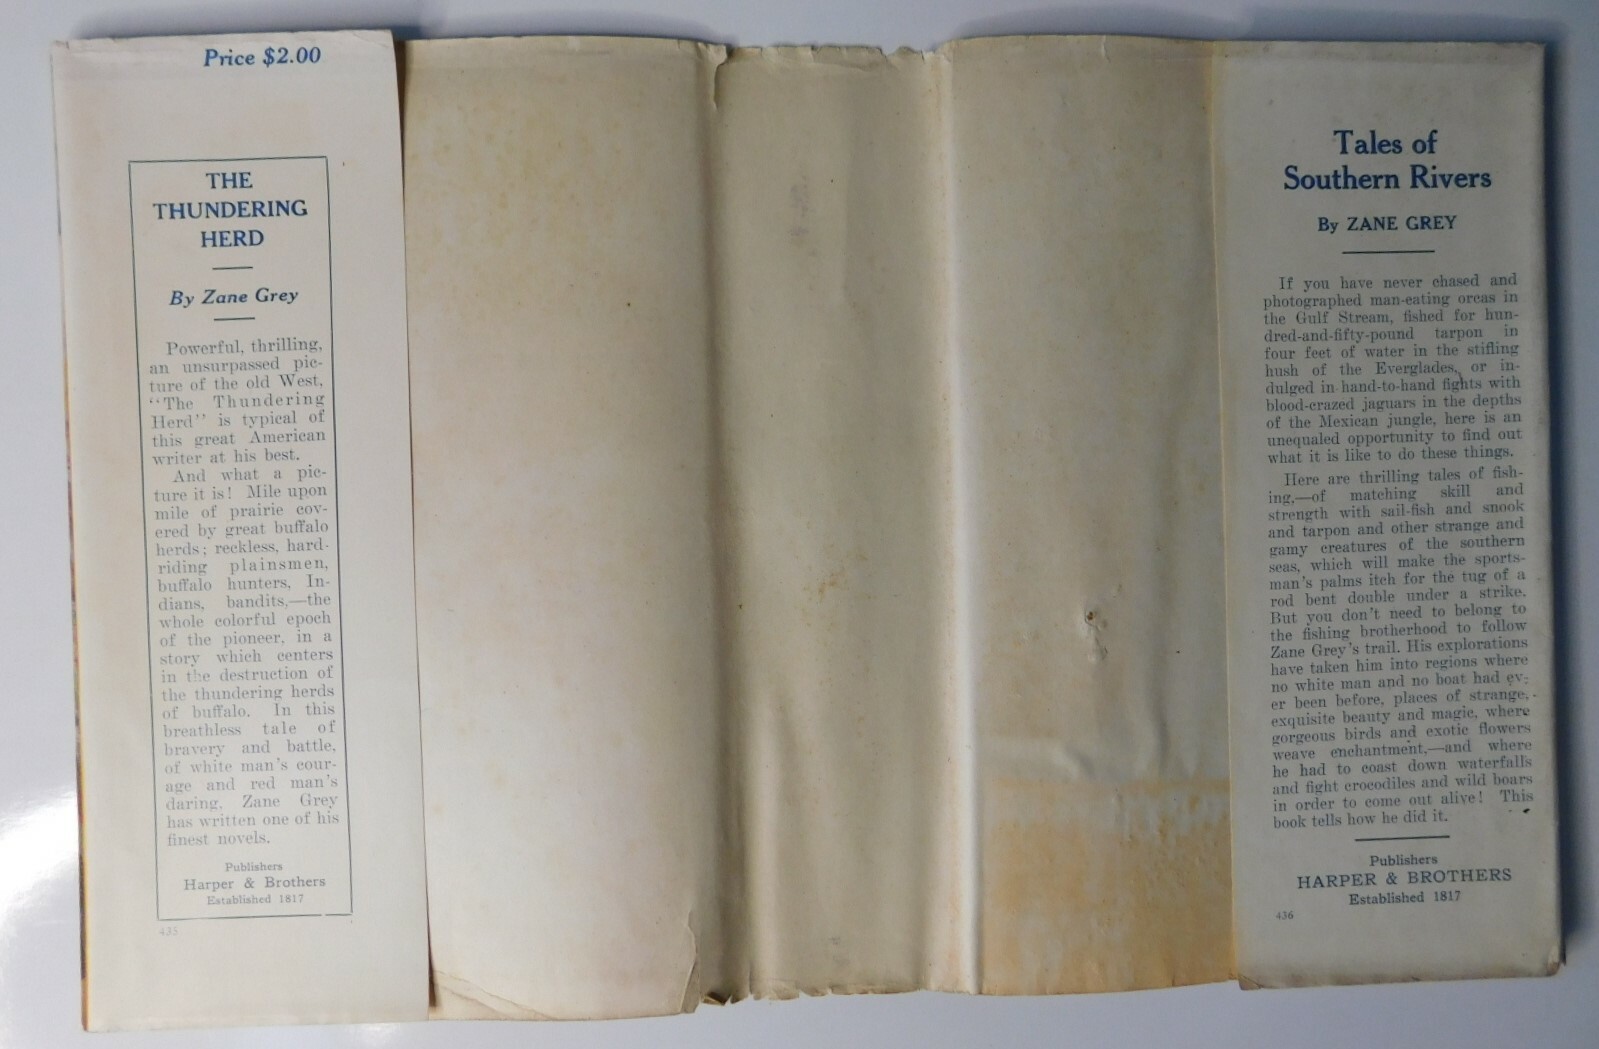 Price $2.00
THE
THUNDERING
HERD
By Zane Grey
Powerful, thrilling,
an unsurpassed pic-
ture of the old West,
“The Thundering
Herd” is typical of
this great American
writer at his best.
And what a pic-
ture it is! Mile upon
mile of prairie cov-
ered by great buffalo
herds; reckless, hard-
riding plainsmen,
buffalo hunters, In-
dians, bandits,—the
whole colorful epoch
of the pioneer, in a
story which centers
in the destruction of
the thundering herds
of buffalo. In this
breathless tale of
bravery and battle,
of white man's cour-
age and red man's
daring, Zane Grey
has written one of his
finest novels.
Publishers
Harper & Brothers
Established 1817
435
Tales of
Southern Rivers
By ZANE GREY
If you have never chased and
photographed man-eating orcas in
the Gulf Stream, fished for hun-
dred-and-fifty-pound tarpon in
four feet of water in the stifling
hush of the Everglades, or in-
dulged in hand-to-hand fights with
blood-crazed jaguars in the depths
of the Mexican jungle, here is an
unequaled opportunity to find out
what it is like to do these things.
Here are thrilling tales of fish-
ing,—of matching skill and
strength with sail-fish and snook
and tarpon and other strange and
gamy creatures of the southern
seas, which will make the sports-
man's palms itch for the tug of a
rod bent double under a strike.
But you don't need to belong to
the fishing brotherhood to follow
Zane Grey's trail. His explorations
have taken him into regions where
no white man and no boat had ev-
er been before, places of strange,
exquisite beauty and magic, where
gorgeous birds and exotic flowers
weave enchantment,—and where
he had to coast down waterfalls
and fight crocodiles and wild boars
in order to come out alive! This
book tells how he did it.
Publishers
HARPER & BROTHERS
Established 1817
436